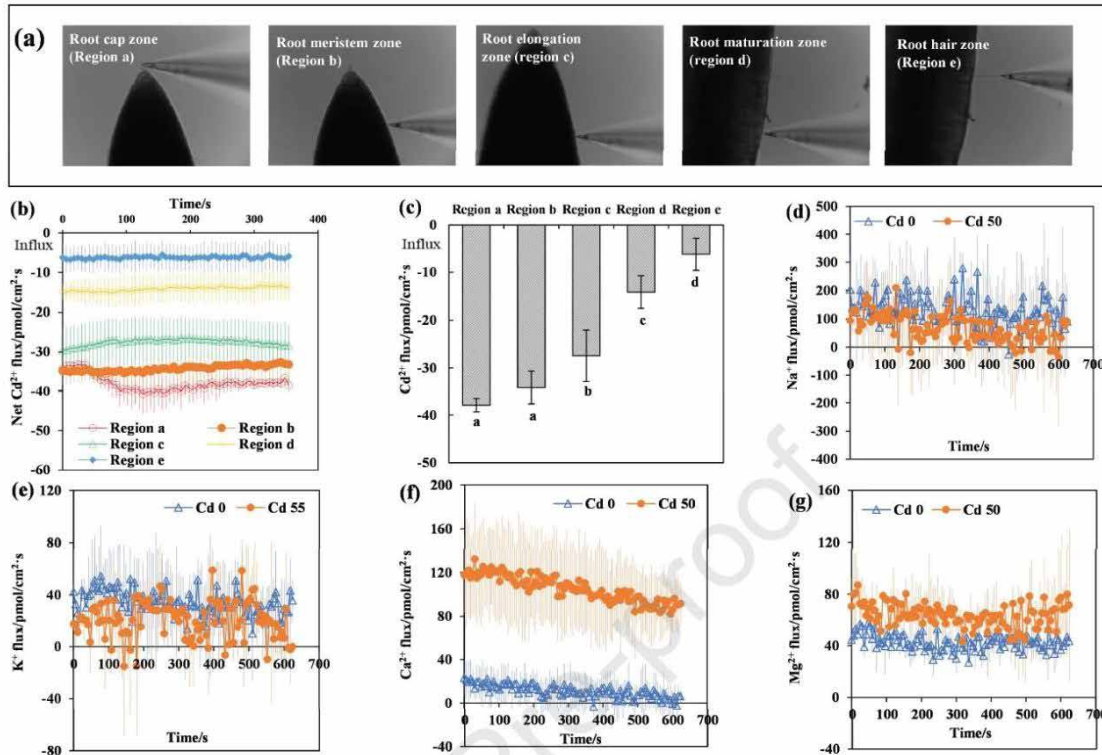 (a)
Root cap zone
(Region a)
Root meristem zone
(Region b)
Root elongation
zone (region c)
Root maturation zone
(region d)
Root hair zone
(Region e)
(b)
Time/s
0 100 200 300 400
Influx
0
-10
-20
-30
-40
-50
-60
Net Cd²⁺ flux/pmol/cm²·s
Region a
Region b
Region c
Region d
Region e
(c)
Region a Region b Region c Region d Region e
Influx
0
-10
-20
-30
-40
-50
Cd²⁺ flux/pmol/cm²·s
a
a
b
c
d
(d)
Cd 0 Cd 50
500
400
300
200
100
0
-100
-200
-300
-400
Na⁺ flux/pmol/cm²·s
0 100 200 300 400 500 600 700
Time/s
(e)
Cd 0 Cd 55
120
80
40
0
-40
-80
K⁺ flux/pmol/cm²·s
0 100 200 300 400 500 600 700
Time/s
(f)
Cd 0 Cd 50
200
160
120
80
40
0
-40
Ca²⁺ flux/pmol/cm²·s
0 100 200 300 400 500 600 700
Time/s
(g)
Cd 0 Cd 50
160
120
80
40
0
-40
Mg²⁺ flux/pmol/cm²·s
0 100 200 300 400 500 600 700
Time/s
re-proof